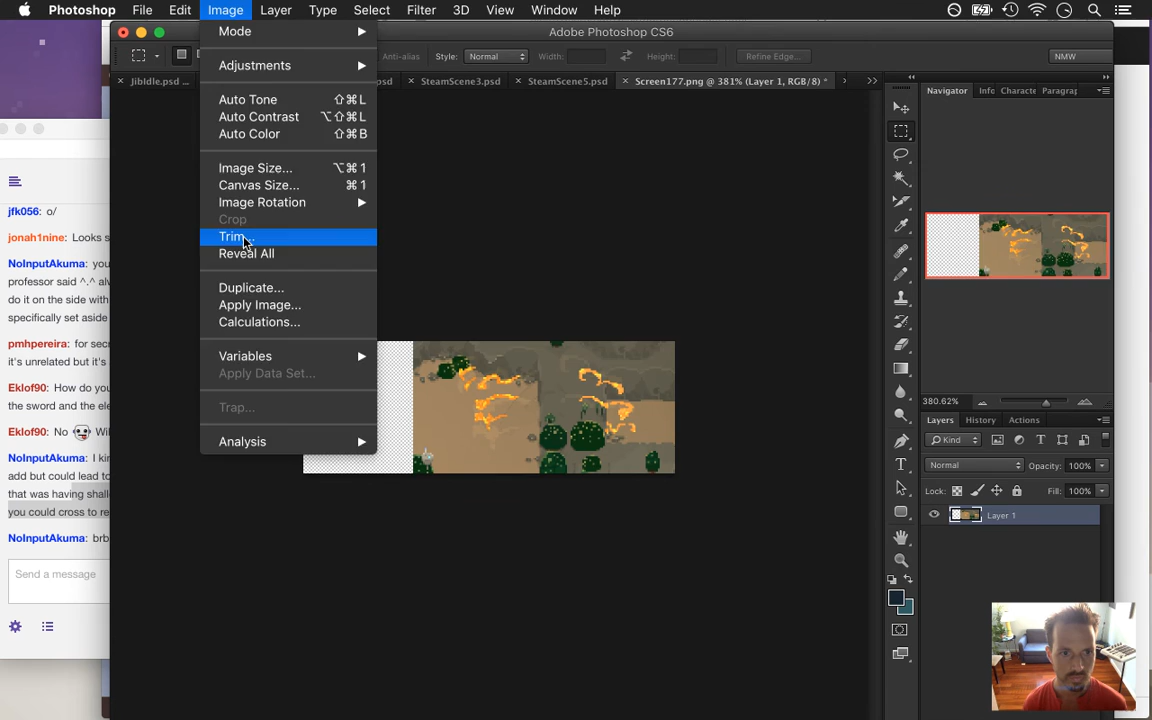 Photoshop File Edit Image Layer Type Select Filter 3D View Window Help
Adobe Photoshop CS6
Anti-alias Style: Normal Width: Height: Refine Edge... NMW
JibIdle.psd ... psd SteamScene3.psd SteamScene5.psd Screen177.png @ 381% (Layer 1, RGB/8) *
Mode
Adjustments
Auto Tone ⇧⌘L
Auto Contrast ⌥⇧⌘L
Auto Color ⇧⌘B
Image Size... ⌥⌘1
Canvas Size... ⌘1
Image Rotation
Crop
Trim...
Reveal All
Duplicate...
Apply Image...
Calculations...
Variables
Apply Data Set...
Trap...
Analysis
jfk056: o/
jonah1nine: Looks s
NoInputAkuma: you
professor said ^.^ al
do it on the side with
specifically set aside
pmhpereira: for sec
it's unrelated but it's
Eklof90: How do you
the sword and the ele
Eklof90: No
NoInputAkuma: I kin
add but could lead to
that was having shall
you could cross to re
NoInputAkuma: brb
Send a message
Navigator Info Characte Paragrap
380.62%
Layers History Actions
Kind
Normal Opacity: 100%
Lock: Fill: 100%
Layer 1